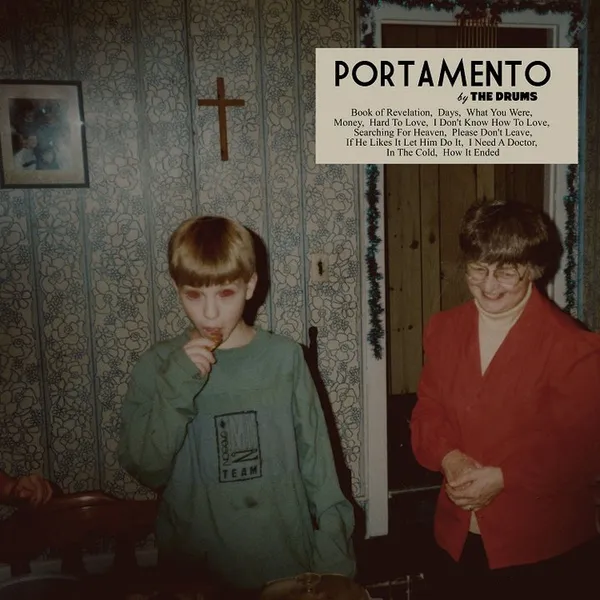 PORTAMENTO
by THE DRUMS
Book of Revelation, Days, What You Were,
Money, Hard To Love, I Don't Know How To Love,
Searching For Heaven, Please Don't Leave,
If He Likes It Let Him Do It, I Need A Doctor,
In The Cold, How It Ended
TEAM